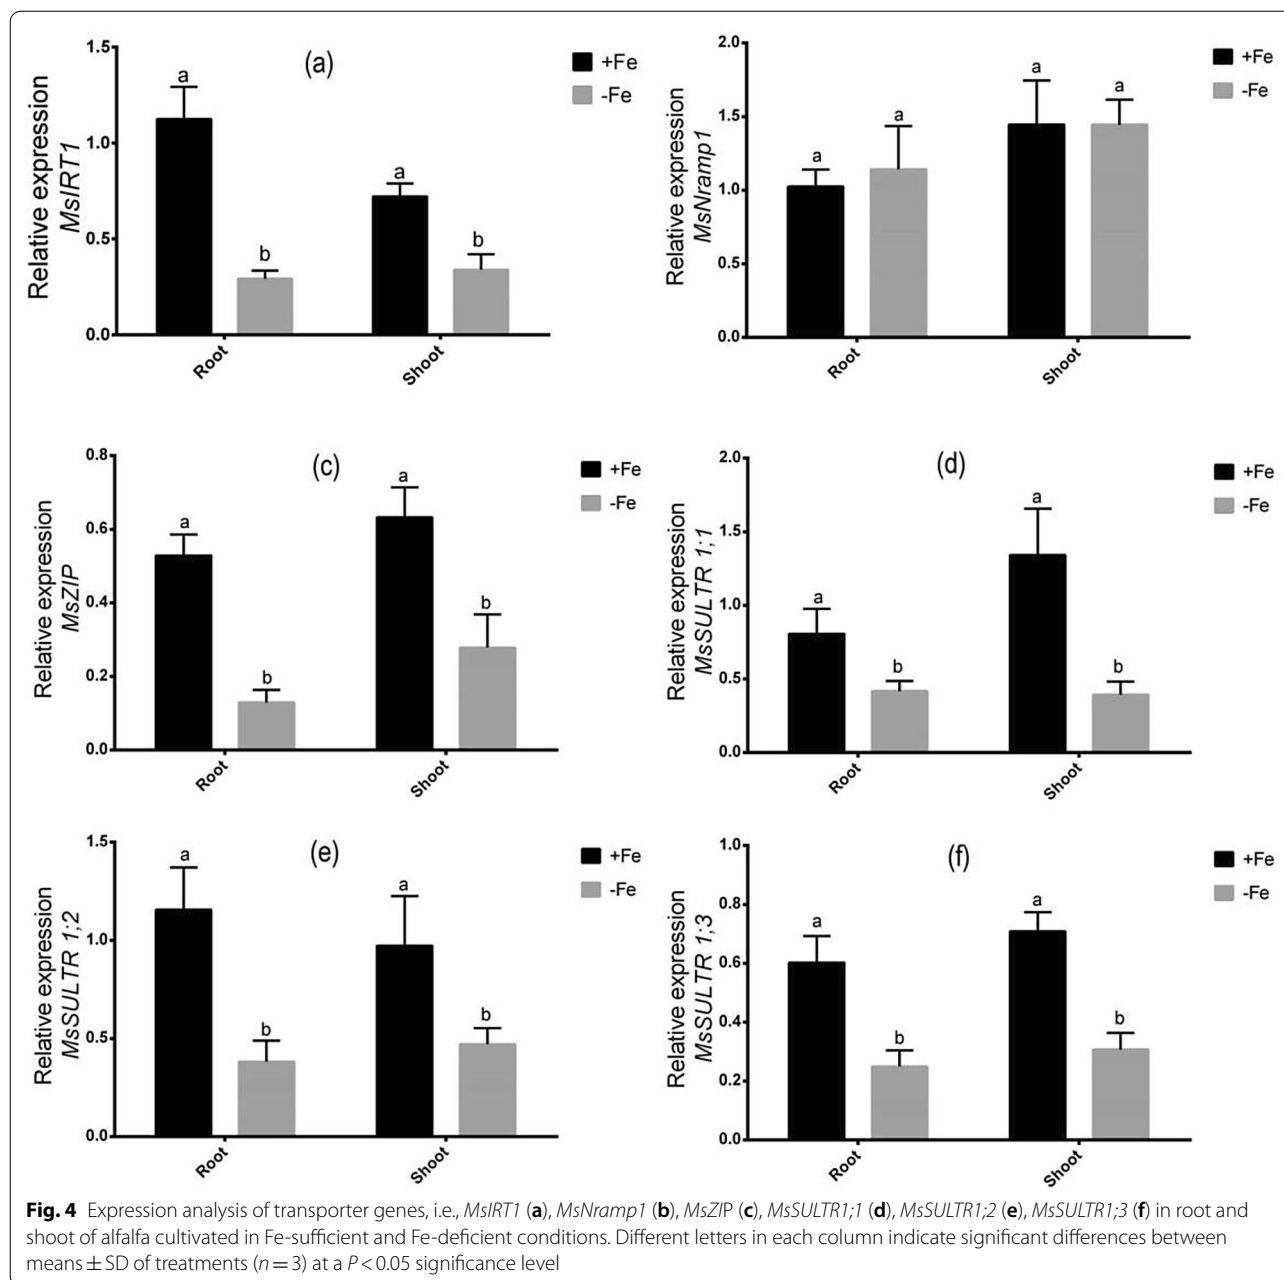 (a)
+Fe
-Fe
Relative expression
MsIRT1
1.5
1.0
0.5
0.0
a
b
a
b
Root
Shoot
+Fe
-Fe
Relative expression
MsNramp1
2.0
1.5
1.0
0.5
0.0
a
a
a
a
Root
Shoot
(c)
+Fe
-Fe
Relative expression
MsZIP
0.8
0.6
0.4
0.2
0.0
a
b
a
b
Root
Shoot
(d)
+Fe
-Fe
Relative expression
MsSULTR 1;1
2.0
1.5
1.0
0.5
0.0
a
b
a
b
Root
Shoot
(e)
+Fe
-Fe
Relative expression
MsSULTR 1;2
1.5
1.0
0.5
0.0
a
b
a
b
Root
Shoot
(f)
+Fe
-Fe
Relative expression
MsSULTR 1;3
1.0
0.8
0.6
0.4
0.2
0.0
a
b
a
b
Root
Shoot
Fig. 4 Expression analysis of transporter genes, i.e., MsIRT1 (a), MsNramp1 (b), MsZIP (c), MsSULTR1;1 (d), MsSULTR1;2 (e), MsSULTR1;3 (f) in root and
shoot of alfalfa cultivated in Fe-sufficient and Fe-deficient conditions. Different letters in each column indicate significant differences between
means ± SD of treatments (n = 3) at a P < 0.05 significance level